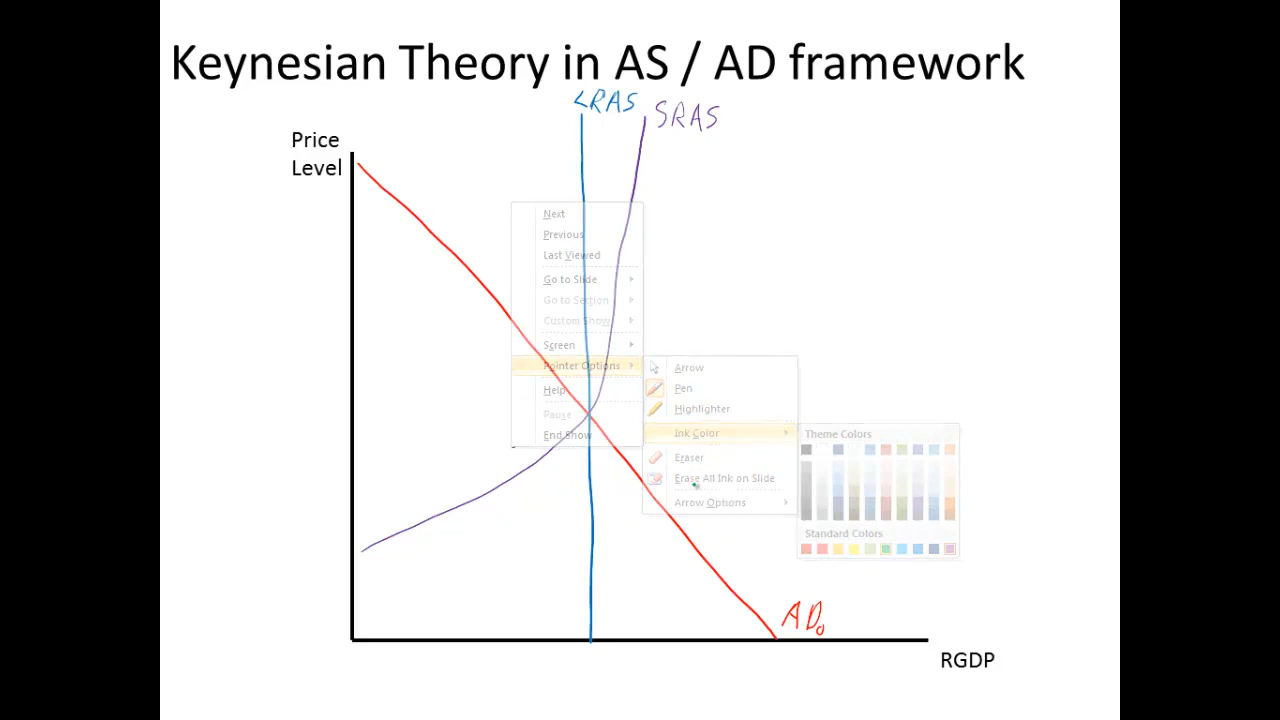 Keynesian Theory in AS / AD framework
LRAS
SRAS
Price
Level
Next
Previous
Last Viewed
Go to Slide
Go to Section
Custom Show
Screen
Pointer Options
Help
Pause
End Show
Arrow
Pen
Highlighter
Ink Color
Eraser
Erase All Ink on Slide
Arrow Options
Theme Colors
Standard Colors
AD₀
RGDP